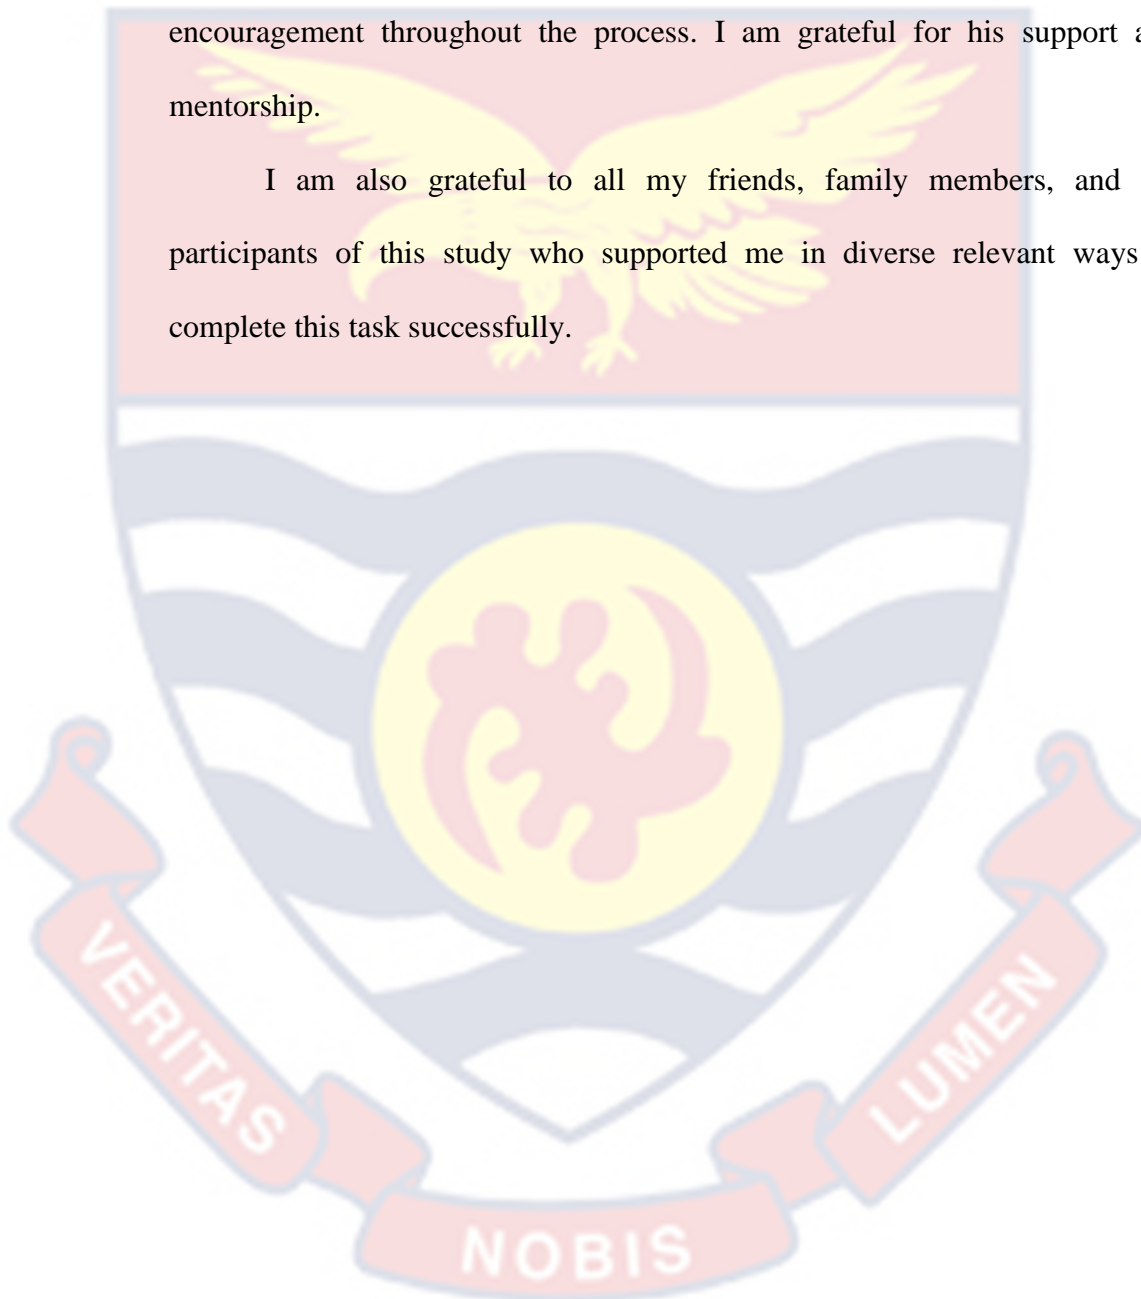 encouragement throughout the process. I am grateful for his support a
mentorship.
I am also grateful to all my friends, family members, and
participants of this study who supported me in diverse relevant ways
complete this task successfully.
VERITAS
NOBIS
LUMEN